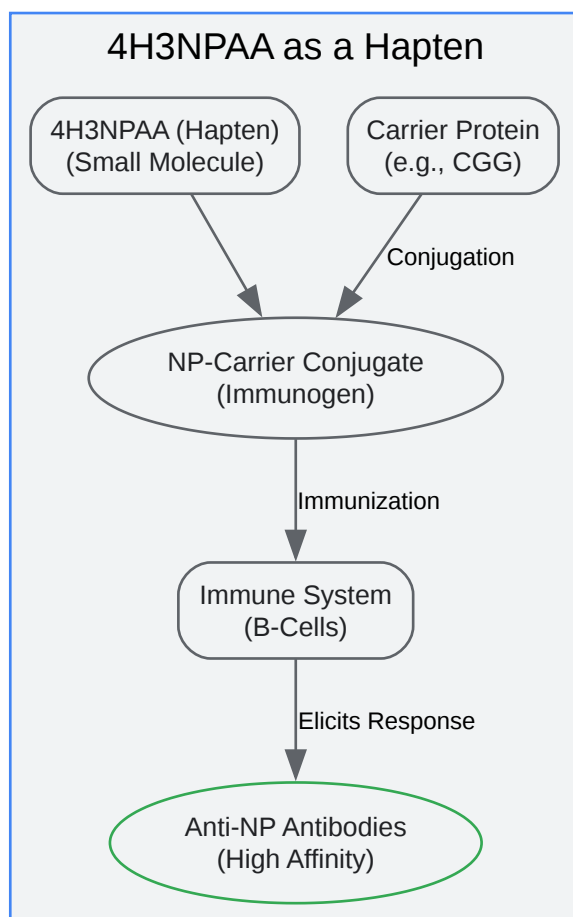 4H3NPAA as a Hapten
4H3NPAA (Hapten)
(Small Molecule)
Carrier Protein
(e.g., CGG)
Conjugation
NP-Carrier Conjugate
(Immunogen)
Immunization
Immune System
(B-Cells)
Elicits Response
Anti-NP Antibodies
(High Affinity)